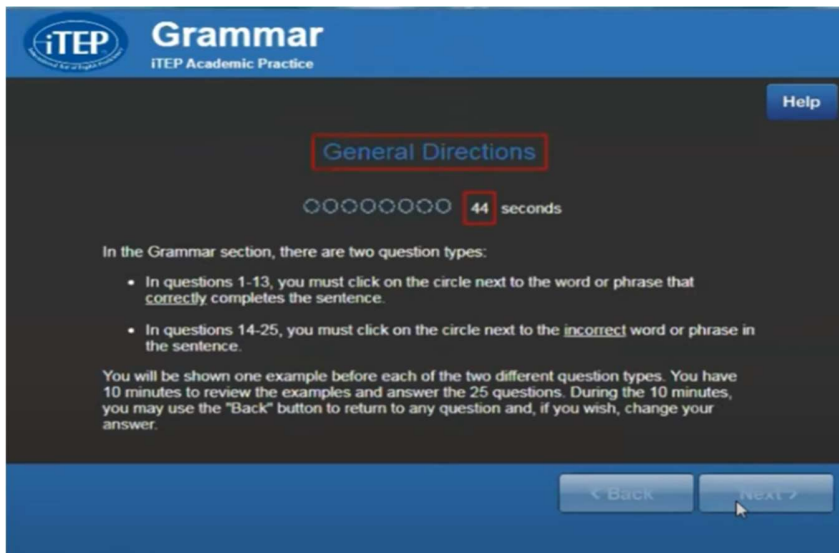 iTEP
Grammar
iTEP Academic Practice
Help
General Directions
44 seconds
In the Grammar section, there are two question types:
• In questions 1-13, you must click on the circle next to the word or phrase that
correctly completes the sentence.
• In questions 14-25, you must click on the circle next to the incorrect word or phrase in
the sentence.
You will be shown one example before each of the two different question types. You have
10 minutes to review the examples and answer the 25 questions. During the 10 minutes,
you may use the "Back" button to return to any question and, if you wish, change your
answer.
< Back
Next >